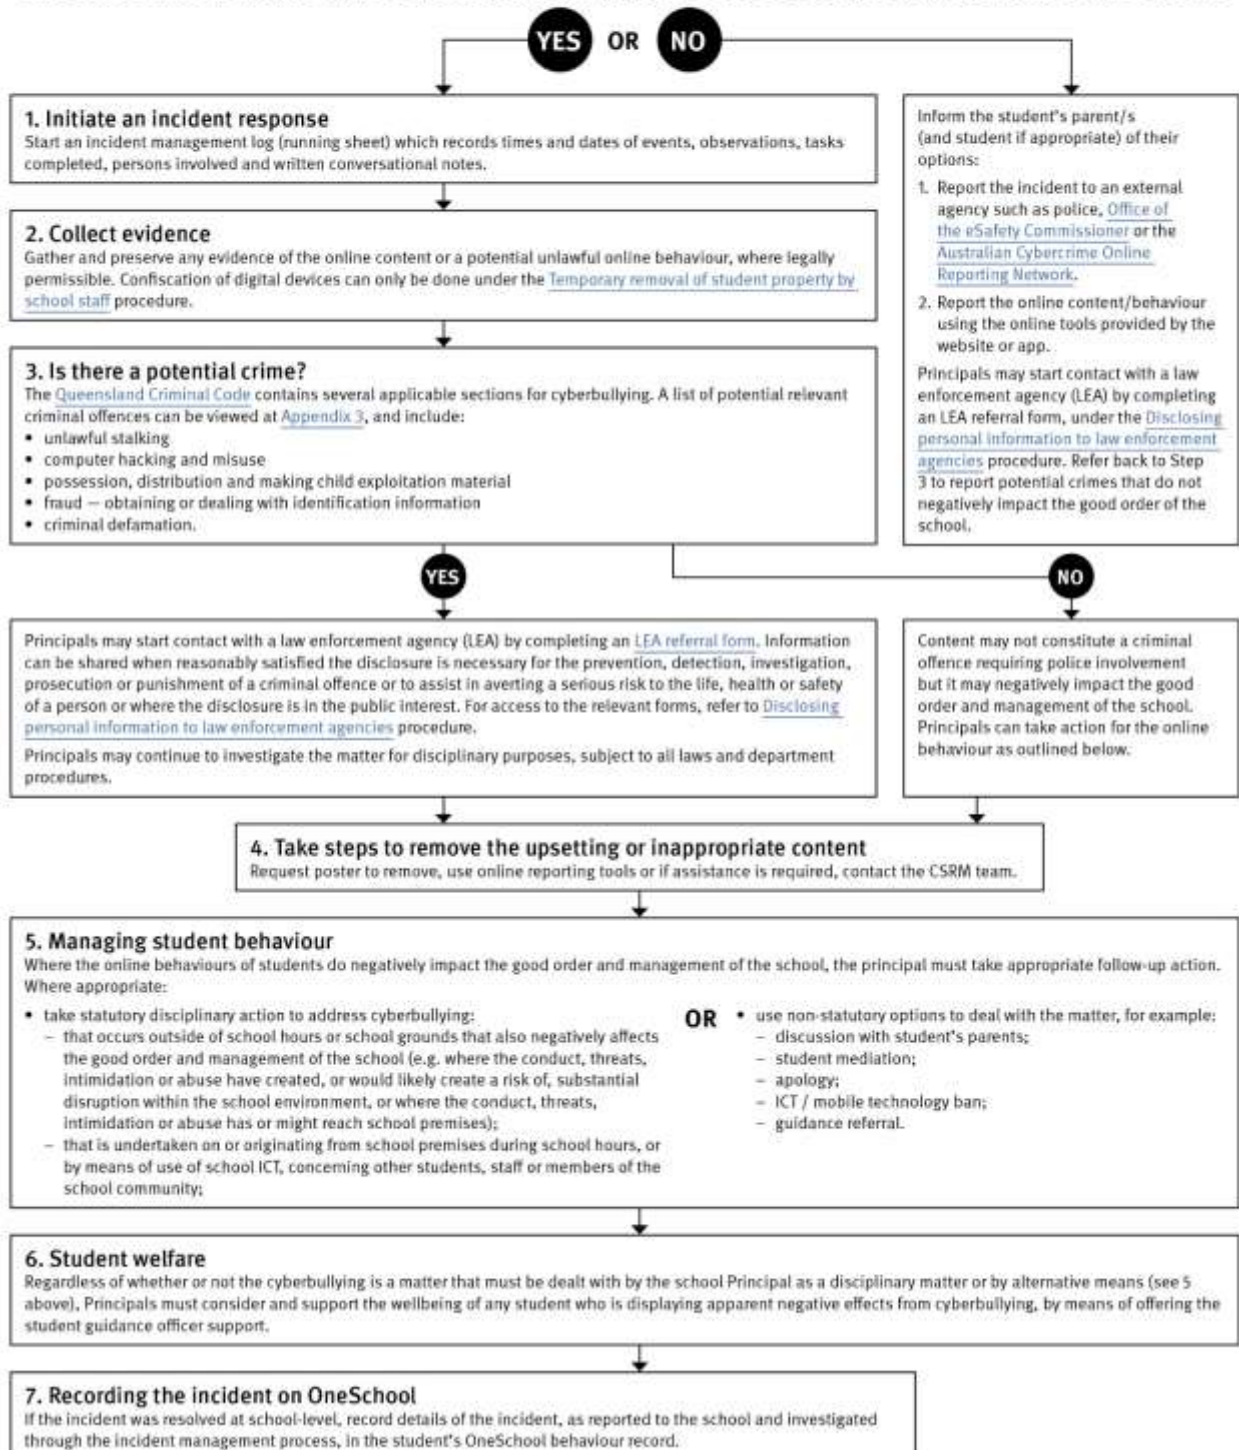 YES OR NO
1. Initiate an incident response
Start an incident management log (running sheet) which records times and dates of events, observations, tasks
completed, persons involved and written conversational notes.
2. Collect evidence
Gather and preserve any evidence of the online content or a potential unlawful online behaviour, where legally
permissible. Confiscation of digital devices can only be done under the Temporary removal of student property by
school staff procedure.
3. Is there a potential crime?
The Queensland Criminal Code contains several applicable sections for cyberbullying. A list of potential relevant
criminal offences can be viewed at Appendix 3, and include:
• unlawful stalking
• computer hacking and misuse
• possession, distribution and making child exploitation material
• fraud — obtaining or dealing with identification information
• criminal defamation.
Inform the student's parent/s
(and student if appropriate) of their
options:
1. Report the incident to an external
agency such as police, Office of
the eSafety Commissioner or the
Australian Cybercrime Online
Reporting Network.
2. Report the online content/behaviour
using the online tools provided by the
website or app.
Principals may start contact with a law
enforcement agency (LEA) by completing
an LEA referral form, under the Disclosing
personal information to law enforcement
agencies procedure. Refer back to Step
3 to report potential crimes that do not
negatively impact the good order of the
school.
YES
NO
Principals may start contact with a law enforcement agency (LEA) by completing an LEA referral form. Information
can be shared when reasonably satisfied the disclosure is necessary for the prevention, detection, investigation,
prosecution or punishment of a criminal offence or to assist in averting a serious risk to the life, health or safety
of a person or where the disclosure is in the public interest. For access to the relevant forms, refer to Disclosing
personal information to law enforcement agencies procedure.
Principals may continue to investigate the matter for disciplinary purposes, subject to all laws and department
procedures.
Content may not constitute a criminal
offence requiring police involvement
but it may negatively impact the good
order and management of the school.
Principals can take action for the online
behaviour as outlined below.
4. Take steps to remove the upsetting or inappropriate content
Request poster to remove, use online reporting tools or if assistance is required, contact the CSRM team.
5. Managing student behaviour
Where the online behaviours of students do negatively impact the good order and management of the school, the principal must take appropriate follow-up action.
Where appropriate:
• take statutory disciplinary action to address cyberbullying:
– that occurs outside of school hours or school grounds that also negatively affects
the good order and management of the school (e.g. where the conduct, threats,
intimidation or abuse have created, or would likely create a risk of, substantial
disruption within the school environment, or where the conduct, threats,
intimidation or abuse has or might reach school premises);
– that is undertaken on or originating from school premises during school hours, or
by means of use of school ICT, concerning other students, staff or members of the
school community;
OR
• use non-statutory options to deal with the matter, for example:
– discussion with student's parents;
– student mediation;
– apology;
– ICT / mobile technology ban;
– guidance referral.
6. Student welfare
Regardless of whether or not the cyberbullying is a matter that must be dealt with by the school Principal as a disciplinary matter or by alternative means (see 5
above), Principals must consider and support the wellbeing of any student who is displaying apparent negative effects from cyberbullying, by means of offering the
student guidance officer support.
7. Recording the incident on OneSchool
If the incident was resolved at school-level, record details of the incident, as reported to the school and investigated
through the incident management process, in the student's OneSchool behaviour record.